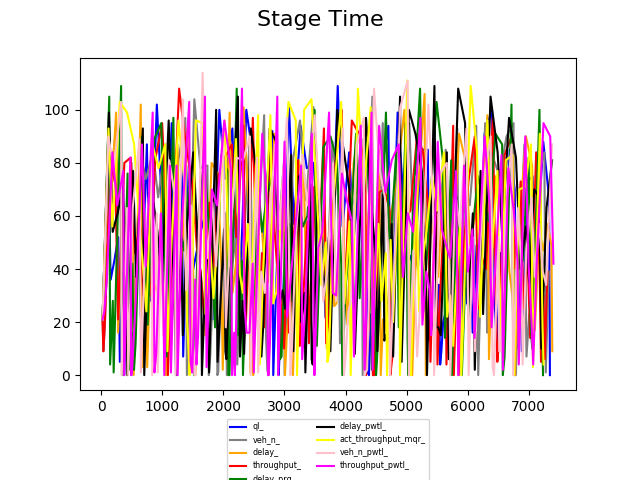 Stage Time
100
80
60
40
20
0
0 1000 2000 3000 4000 5000 6000 7000
ql_ delay_pwtl_
veh_n_ act_throughput_mqr_
delay_ veh_n_pwtl_
throughput_ throughput_pwtl_